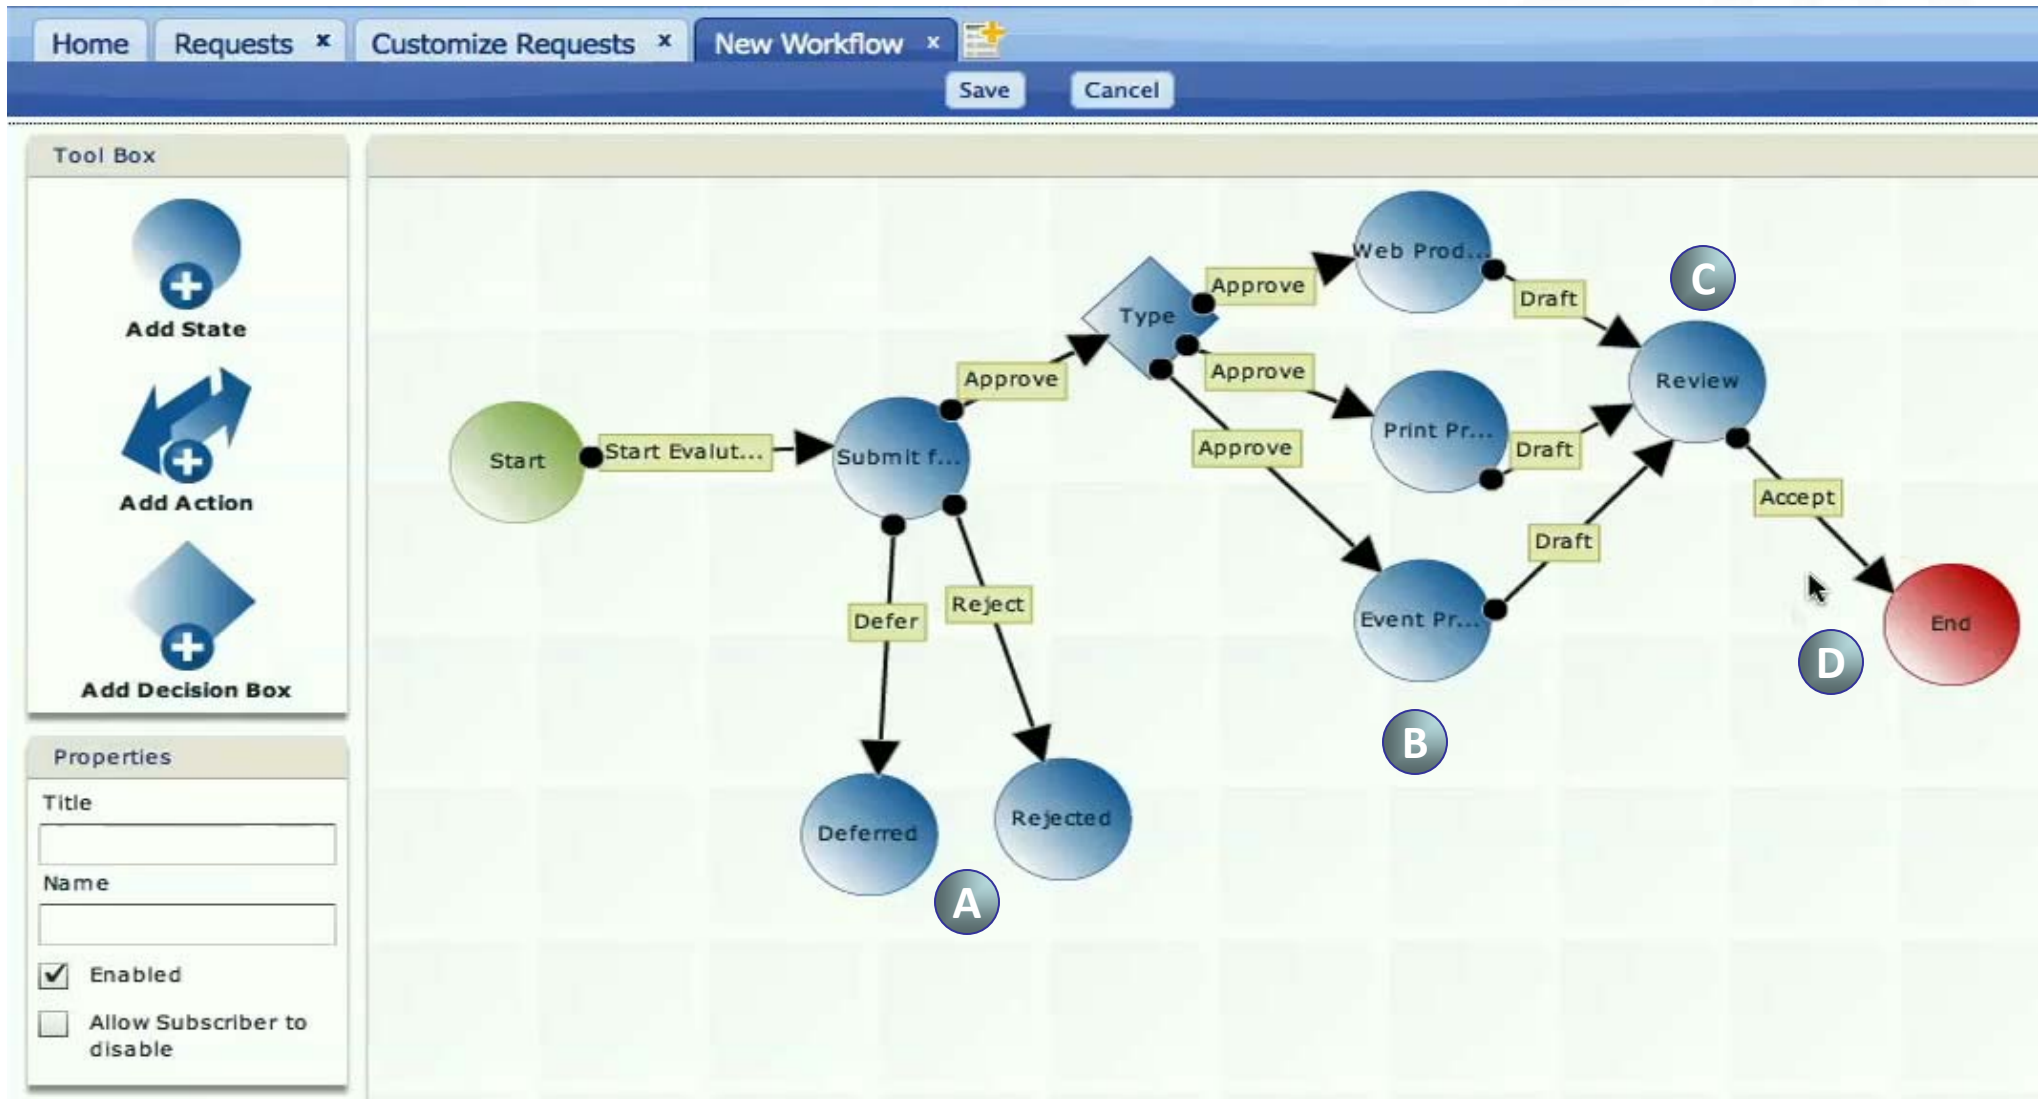 Home
Requests x
Customize Requests x
New Workflow x
Save
Cancel
Tool Box
Add State
Add Action
Add Decision Box
Properties
Title
Name
Enabled
Allow Subscriber to
disable
Start
Start Evalut...
Submit f...
Approve
Type
Approve
Web Prod...
Draft
C
Review
Approve
Print Pr...
Draft
Approve
Event Pr...
Draft
Accept
End
D
B
Defer
Reject
Deferred
Rejected
A